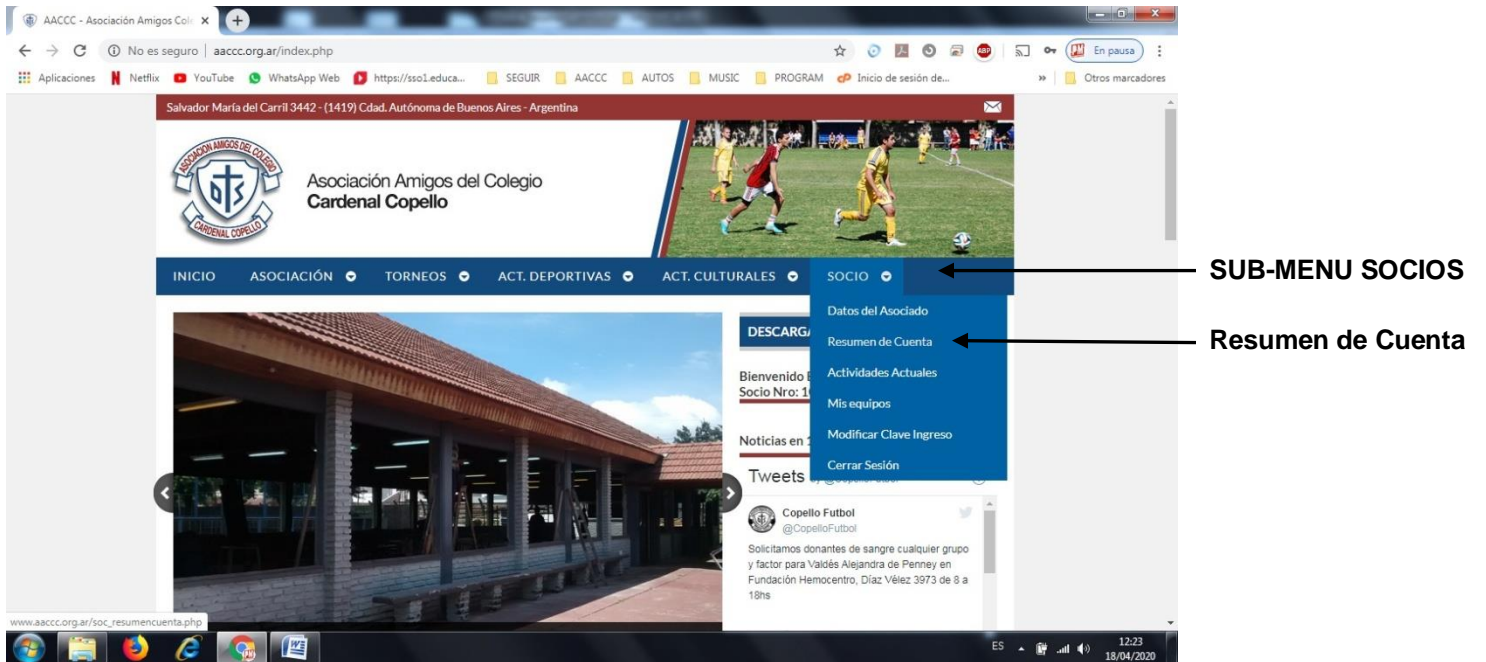 AACCC - Asociación Amigos Col
No es seguro | aaccc.org.ar/index.php
ABP
En pausa
Aplicaciones
Netflix
YouTube
WhatsApp Web
https://sso1.educa...
SEGUIR
AACCC
AUTOS
MUSIC
PROGRAM
Inicio de sesión de...
»
Otros marcadores
Salvador María del Carril 3442 - (1419) Cdad. Autónoma de Buenos Aires - Argentina
ASOCIACION AMIGOS DEL COLEGIO
CARDENAL COPELLO
Asociación Amigos del Colegio
Cardenal Copello
INICIO
ASOCIACIÓN
TORNEOS
ACT. DEPORTIVAS
ACT. CULTURALES
SOCIO
SUB-MENU SOCIOS
Datos del Asociado
Resumen de Cuenta
Actividades Actuales
Mis equipos
Modificar Clave Ingreso
Cerrar Sesión
Resumen de Cuenta
DESCARGA
Bienvenido
Socio Nro: 1
Noticias en
Tweets by @CopelloFutbol
Copello Futbol
@CopelloFutbol
Solicitamos donantes de sangre cualquier grupo
y factor para Valdés Alejandra de Penney en
Fundación Hemocentro, Díaz Vélez 3973 de 8 a
18hs
www.aaccc.org.ar/soc_resumencuenta.php
ES
12:23
18/04/2020